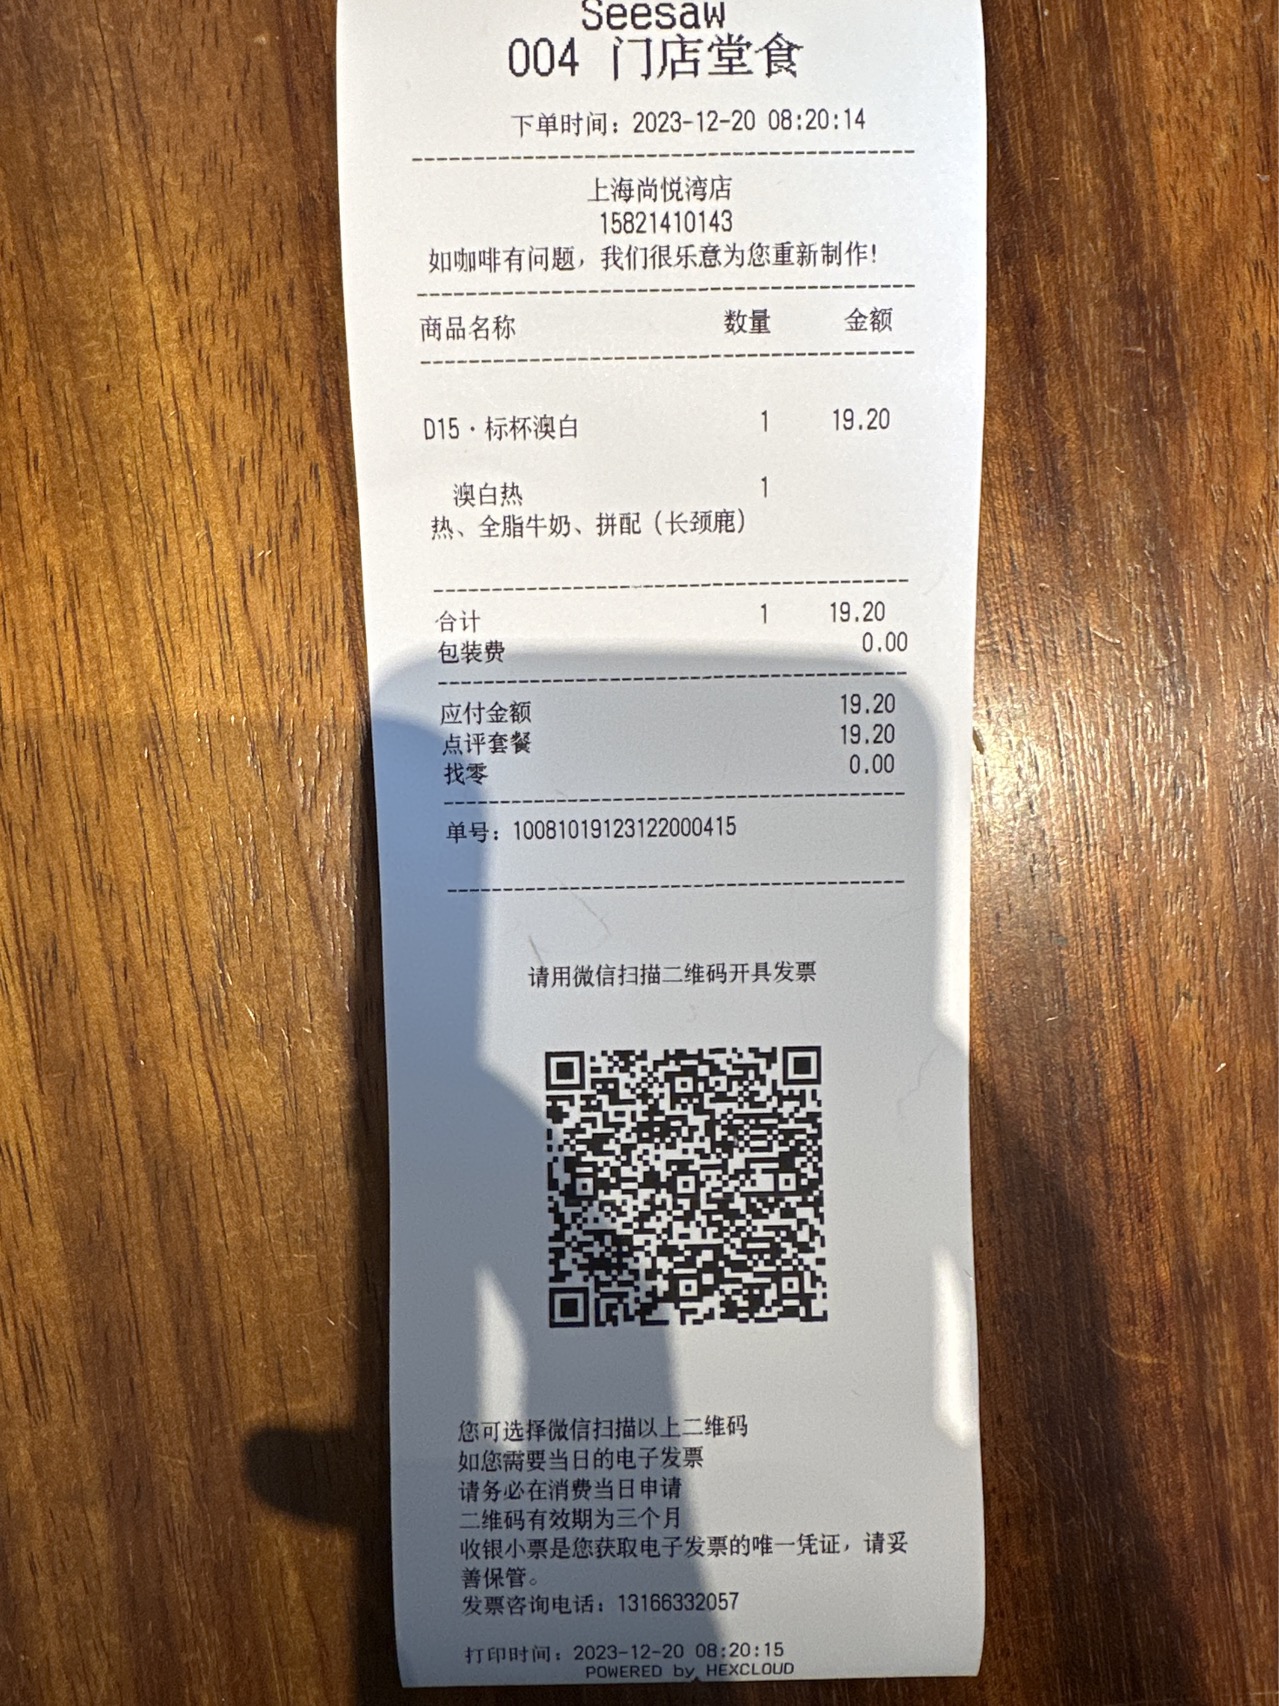 Seesaw
004 门店堂食
下单时间：2023-12-20 08:20:14
上海尚悦湾店
15821410143
如咖啡有问题，我们很乐意为您重新制作！
商品名称 数量 金额
D15·标杯澳白 1 19.20
澳白热 1
热、全脂牛奶、拼配（长颈鹿）
合计 1 19.20
包装费 0.00
应付金额 19.20
点评套餐 19.20
找零 0.00
单号：10081019123122000415
请用微信扫描二维码开具发票
您可选择微信扫描以上二维码
如您需要当日的电子发票
请务必在消费当日申请
二维码有效期为三个月
收银小票是您获取电子发票的唯一凭证，请妥
善保管。
发票咨询电话：13166332057
打印时间：2023-12-20 08:20:15
POWERED by HEXCLOUD